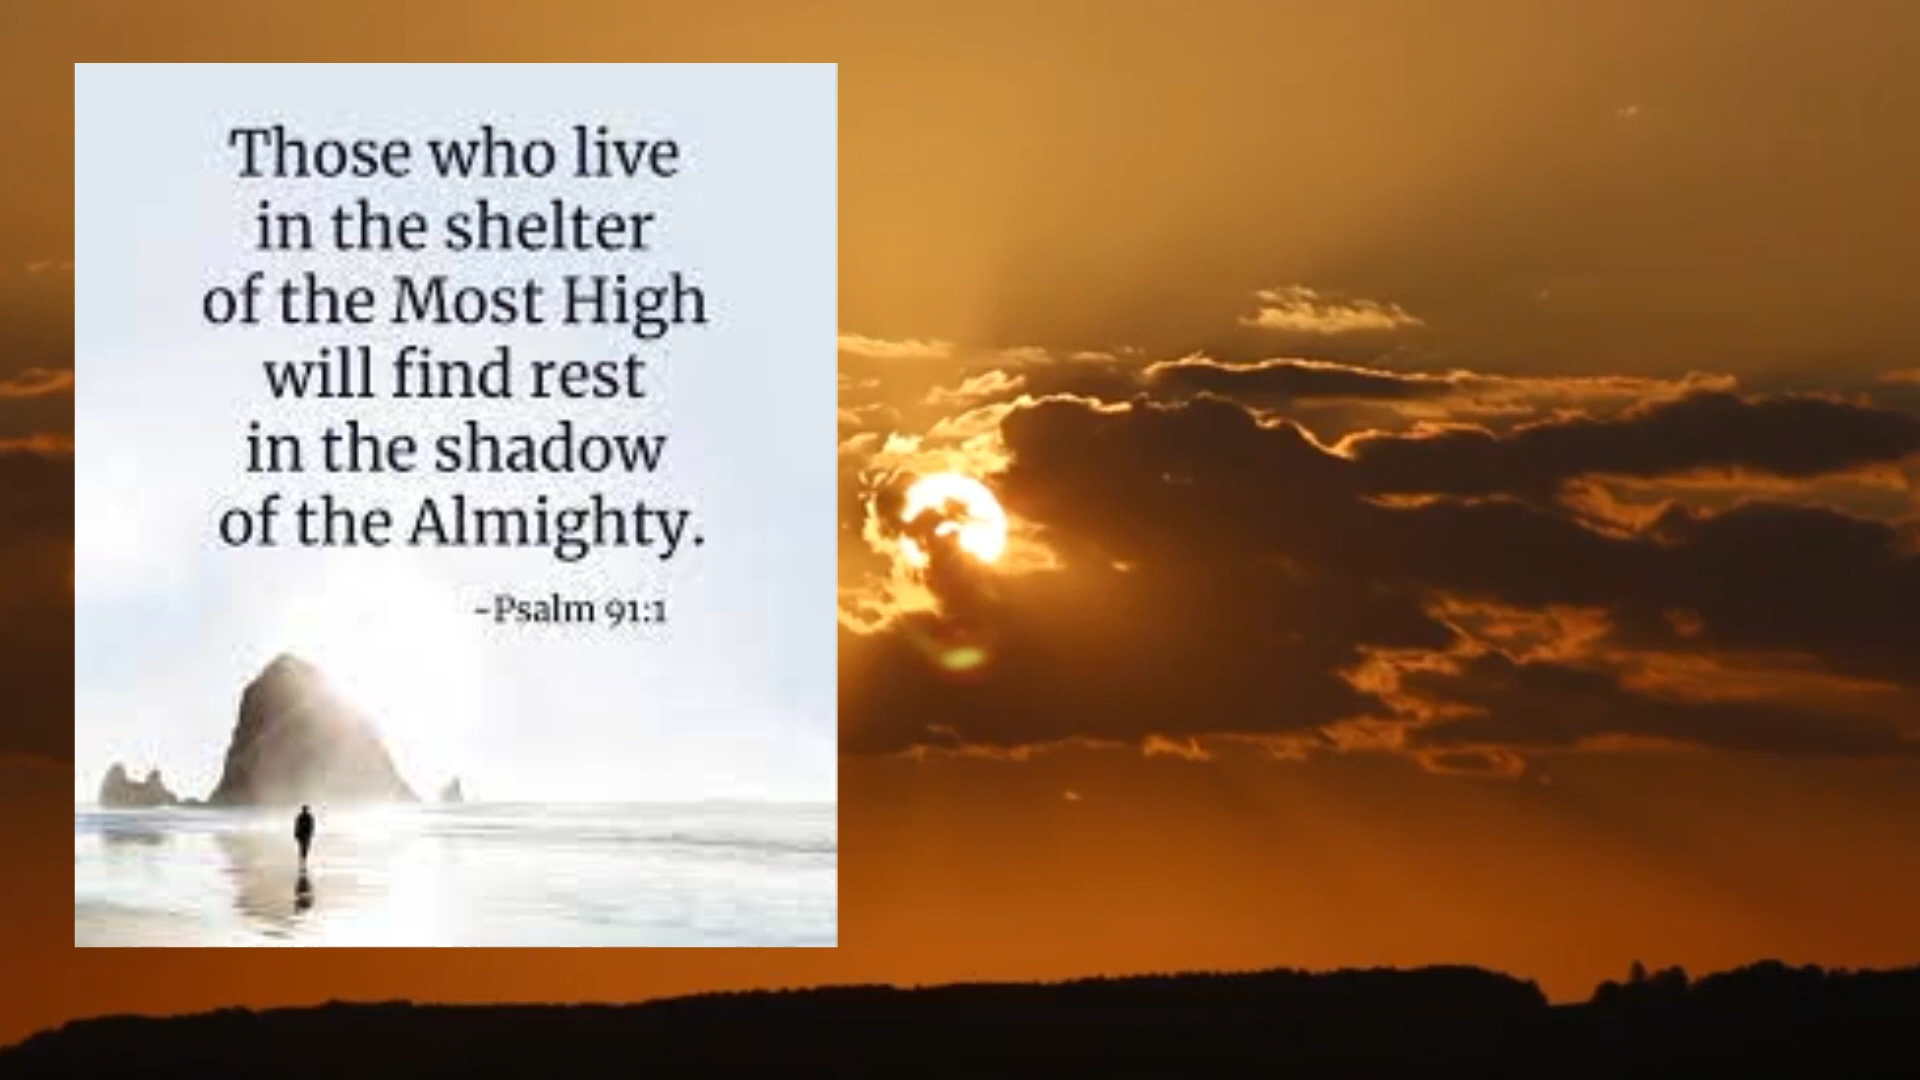 Those who live
in the shelter
of the Most High
will find rest
in the shadow
of the Almighty.
-Psalm 91:1